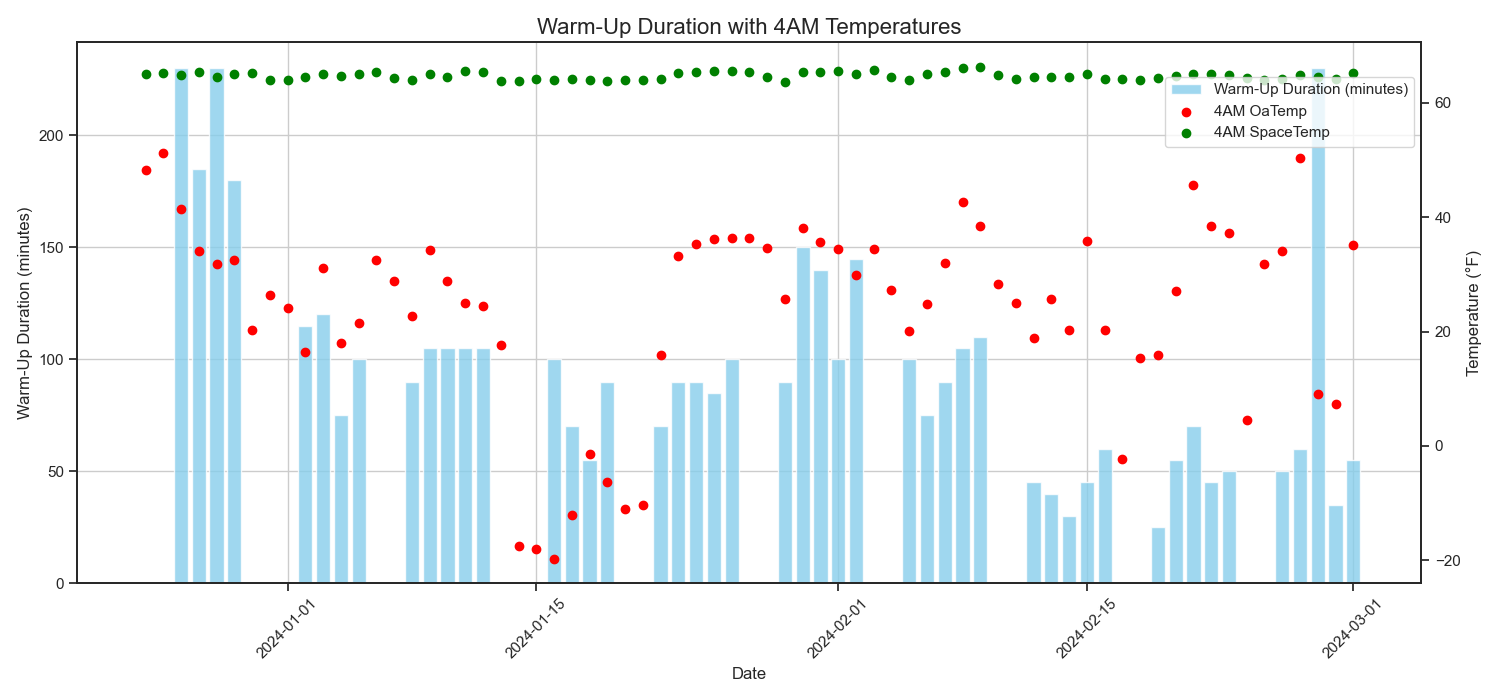 Warm-Up Duration with 4AM Temperatures
Warm-Up Duration (minutes)
4AM OaTemp
4AM SpaceTemp
200
150
100
50
0
Warm-Up Duration (minutes)
60
40
20
0
−20
Temperature (°F)
2024-01-01
2024-01-15
2024-02-01
2024-02-15
2024-03-01
Date